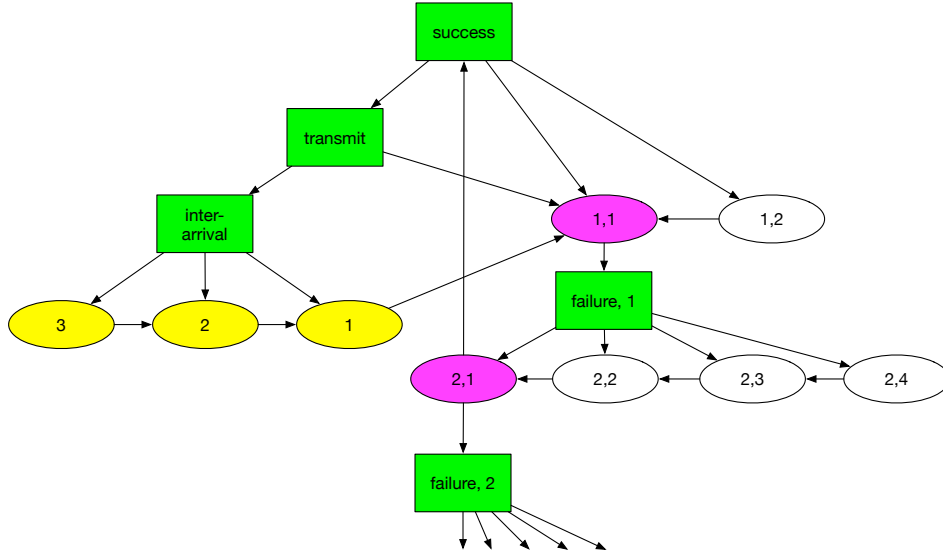 success
transmit
inter-
arrival
1,1
1,2
failure, 1
3
2
1
2,1
2,2
2,3
2,4
failure, 2